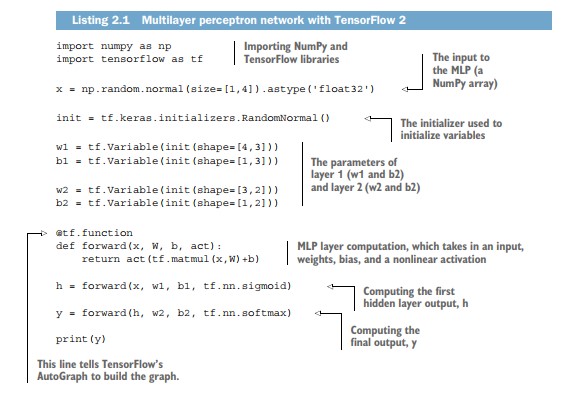 Listing 2.1 Multilayer perceptron network with TensorFlow 2
import numpy as np
import tensorflow as tf
Importing NumPy and
TensorFlow libraries
x = np.random.normal(size=[1,4]).astype('float32')
The input to
the MLP (a
NumPy array)
init = tf.keras.initializers.RandomNormal()
The initializer used to
initialize variables
w1 = tf.Variable(init(shape=[4,3]))
b1 = tf.Variable(init(shape=[1,3]))
w2 = tf.Variable(init(shape=[3,2]))
b2 = tf.Variable(init(shape=[1,2]))
The parameters of
layer 1 (w1 and b2)
and layer 2 (w2 and b2)
@tf.function
def forward(x, W, b, act):
return act(tf.matmul(x,W)+b)
MLP layer computation, which takes in an input,
weights, bias, and a nonlinear activation
h = forward(x, w1, b1, tf.nn.sigmoid)
Computing the first
hidden layer output, h
y = forward(h, w2, b2, tf.nn.softmax)
Computing the
final output, y
print(y)
This line tells TensorFlow's
AutoGraph to build the graph.